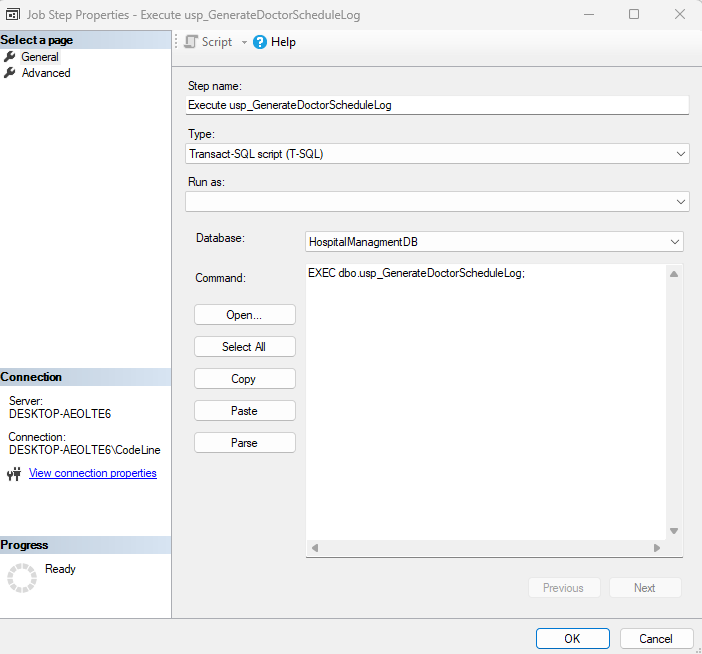 Job Step Properties - Execute usp_GenerateDoctorScheduleLog
Select a page
General
Advanced
Script
Help
Step name:
Execute usp_GenerateDoctorScheduleLog
Type:
Transact-SQL script (T-SQL)
Run as:
Database:
HospitalManagmentDB
Command:
EXEC dbo.usp_GenerateDoctorScheduleLog;
Open...
Select All
Copy
Paste
Parse
Connection
Server:
DESKTOP-AEOLTE6
Connection:
DESKTOP-AEOLTE6\CodeLine
View connection properties
Progress
Ready
Previous
Next
OK
Cancel